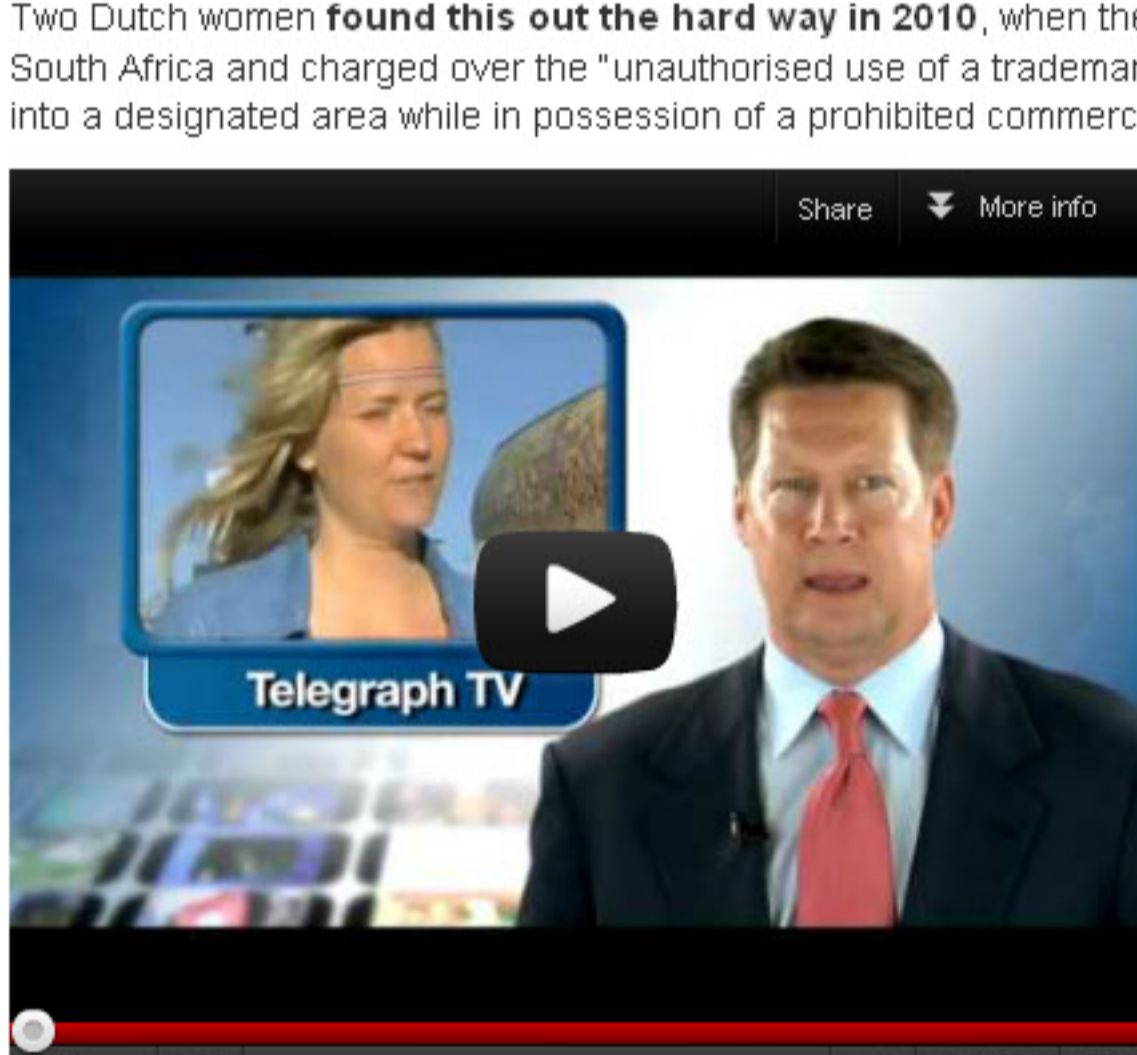 Two Dutch women found this out the hard way in 2010, when the
South Africa and charged over the "unauthorised use of a tradema
into a designated area while in possession of a prohibited commerc
Share
More info
Telegraph TV